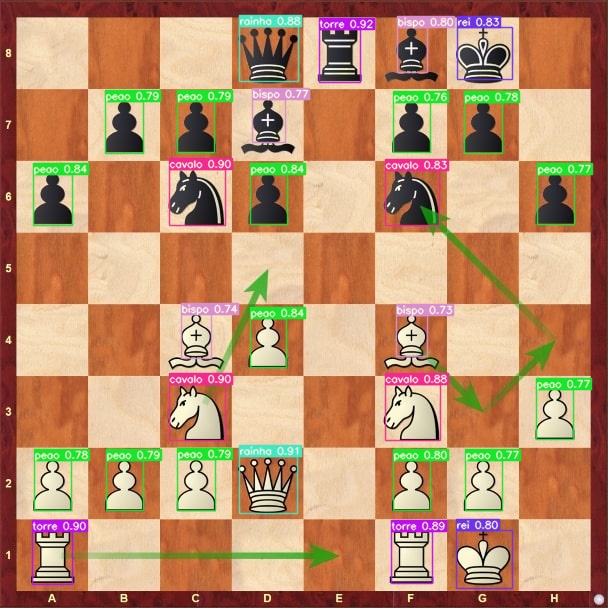 rainha 0.88 torre 0.92 bispo 0.80 rei 0.83
8
peao 0.79 peao 0.79 bispo 0.77 peao 0.76 peao 0.78
7
peao 0.84 cavalo 0.90 peao 0.84 cavalo 0.83 peao 0.77
6
5
bispo 0.74 peao 0.84 bispo 0.73
4
cavalo 0.90 cavalo 0.88 peao 0.77
3
peao 0.78 peao 0.79 peao 0.79 rainha 0.91 peao 0.80 peao 0.77
2
torre 0.90 torre 0.89 rei 0.80
1
A B C D E F G H